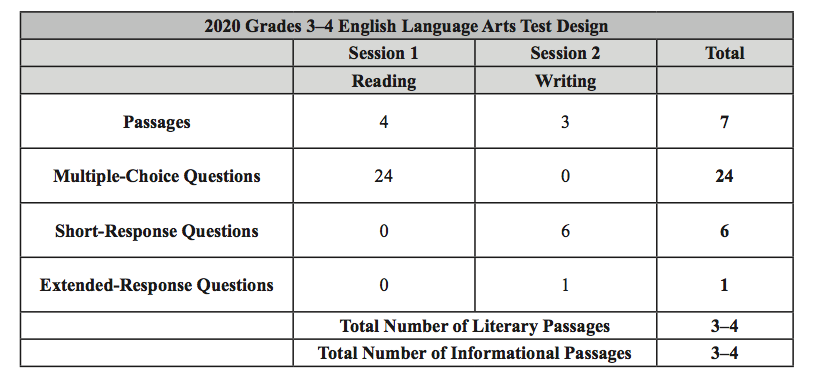 2020 Grades 3–4 English Language Arts Test Design
Session 1 Session 2 Total
Reading Writing
Passages 4 3 7
Multiple-Choice Questions 24 0 24
Short-Response Questions 0 6 6
Extended-Response Questions 0 1 1
Total Number of Literary Passages 3–4
Total Number of Informational Passages 3–4